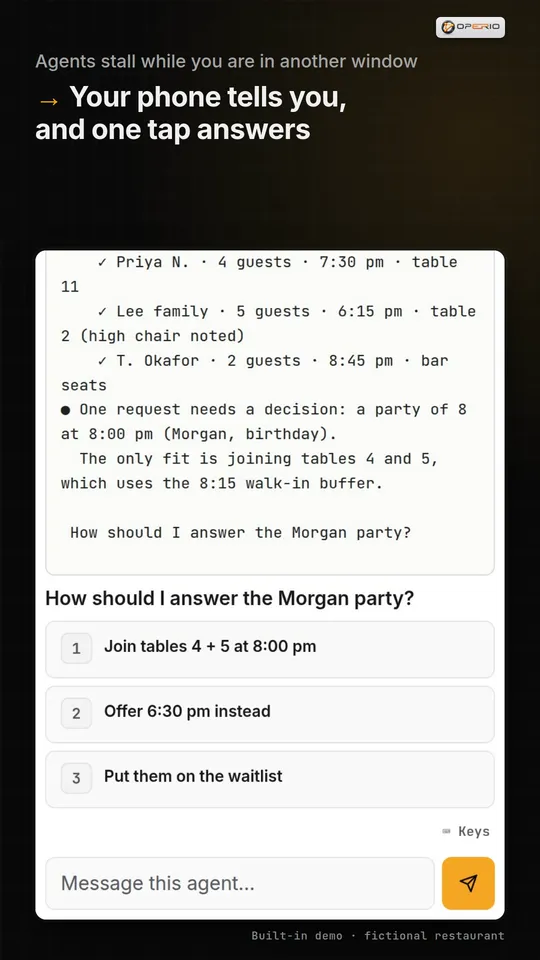 OPERIO
Agents stall while you are in another window
→ Your phone tells you,
and one tap answers
✓ Priya N. · 4 guests · 7:30 pm · table
11
✓ Lee family · 5 guests · 6:15 pm · table
2 (high chair noted)
✓ T. Okafor · 2 guests · 8:45 pm · bar
seats
● One request needs a decision: a party of 8
at 8:00 pm (Morgan, birthday).
The only fit is joining tables 4 and 5,
which uses the 8:15 walk-in buffer.
How should I answer the Morgan party?
How should I answer the Morgan party?
1 Join tables 4 + 5 at 8:00 pm
2 Offer 6:30 pm instead
3 Put them on the waitlist
⌨ Keys
Message this agent...
Built-in demo · fictional restaurant